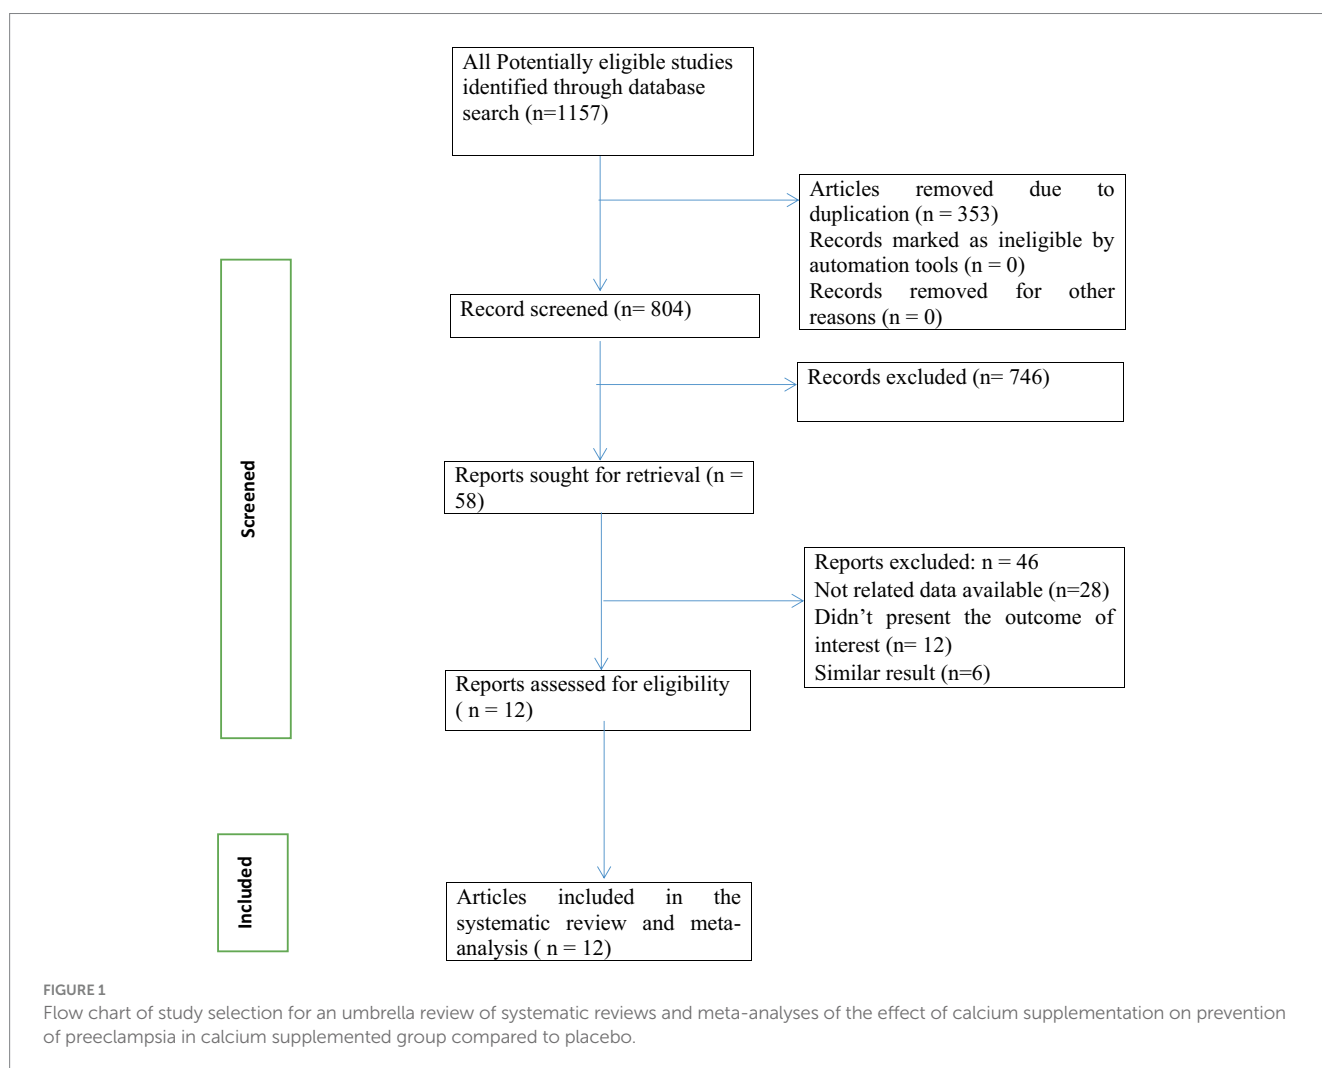 All Potentially eligible studies
identified through database
search (n=1157)
Articles removed due to
duplication (n = 353)
Records marked as ineligible by
automation tools (n = 0)
Records removed for other
reasons (n = 0)
Record screened (n= 804)
Records excluded (n= 746)
Screened
Reports sought for retrieval (n =
58)
Reports excluded: n = 46
Not related data available (n=28)
Didn’t present the outcome of
interest (n= 12)
Similar result (n=6)
Reports assessed for eligibility
( n = 12)
Included
Articles included in the
systematic review and meta-
analysis ( n = 12)
FIGURE 1
Flow chart of study selection for an umbrella review of systematic reviews and meta-analyses of the effect of calcium supplementation on prevention
of preeclampsia in calcium supplemented group compared to placebo.